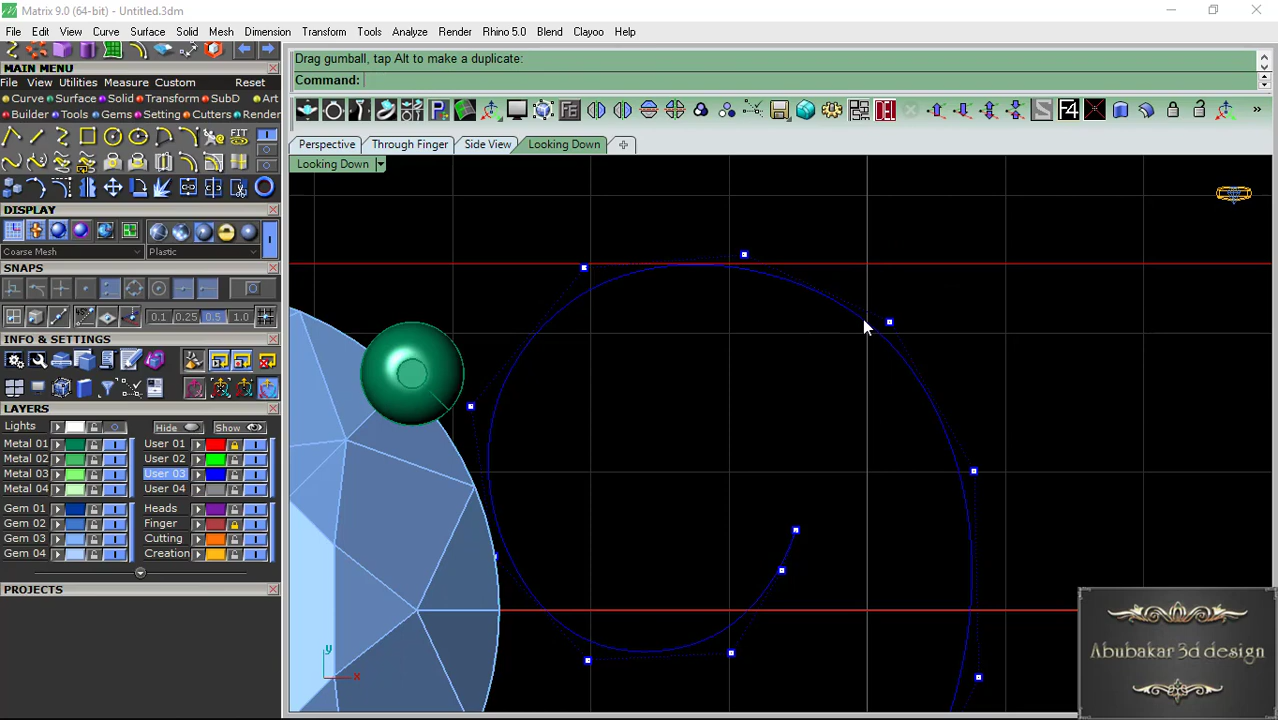 Matrix 9.0 (64-bit) - Untitled.3dm
File Edit View Curve Surface Solid Mesh Dimension Transform Tools Analyze Render Rhino 5.0 Blend Clayoo Help
Drag gumball, tap Alt to make a duplicate:
Command:
MAIN MENU
File View Utilities Measure Custom Reset
Curve Surface Solid Transform SubD Art
Builder Tools Gems Setting Cutters Render
FIT
FE
S
F4
»
Perspective Through Finger Side View Looking Down
Looking Down
DISPLAY
Coarse Mesh Plastic
SNAPS
0.1 0.25 0.5 1.0
INFO & SETTINGS
LAYERS
Lights Hide Show
Metal 01 User 01
Metal 02 User 02
Metal 03 User 03
Metal 04 User 04
Gem 01 Heads
Gem 02 Finger
Gem 03 Cutting
Gem 04 Creation
PROJECTS
y
x
Abubakar 3d design